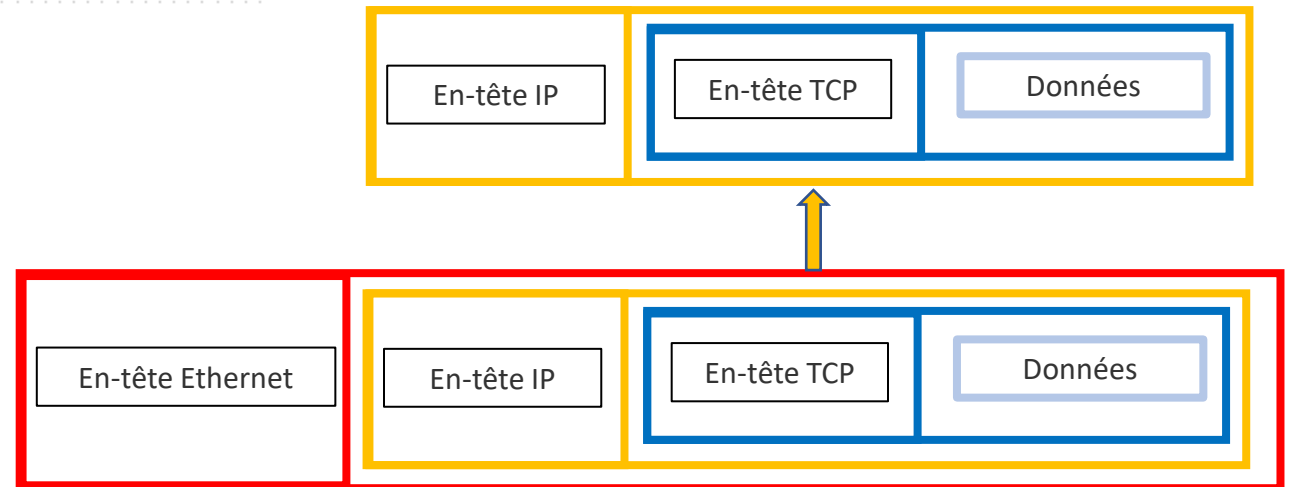 En-tête IP
En-tête TCP
Données
En-tête Ethernet
En-tête IP
En-tête TCP
Données